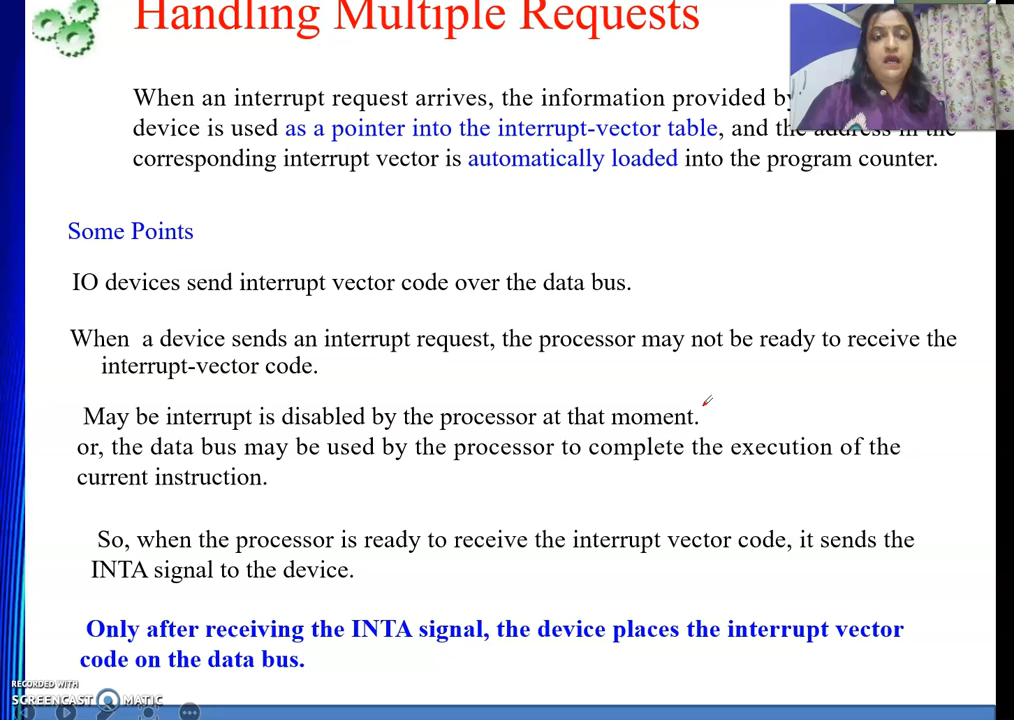 Handling Multiple Requests
When an interrupt request arrives, the information provided by
device is used as a pointer into the interrupt-vector table, and the address in the
corresponding interrupt vector is automatically loaded into the program counter.
Some Points
IO devices send interrupt vector code over the data bus.
When a device sends an interrupt request, the processor may not be ready to receive the
interrupt-vector code.
May be interrupt is disabled by the processor at that moment.
or, the data bus may be used by the processor to complete the execution of the
current instruction.
So, when the processor is ready to receive the interrupt vector code, it sends the
INTA signal to the device.
Only after receiving the INTA signal, the device places the interrupt vector
code on the data bus.
RECORDED WITH
SCREENCAST MATIC